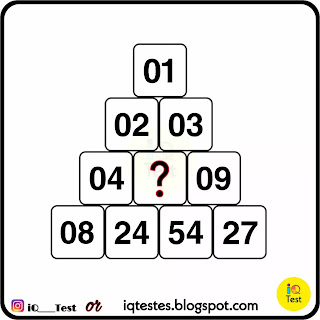 01
02 03
04 ? 09
08 24 54 27
iQ
Test
iQ___Test or iqtestes.blogspot.com